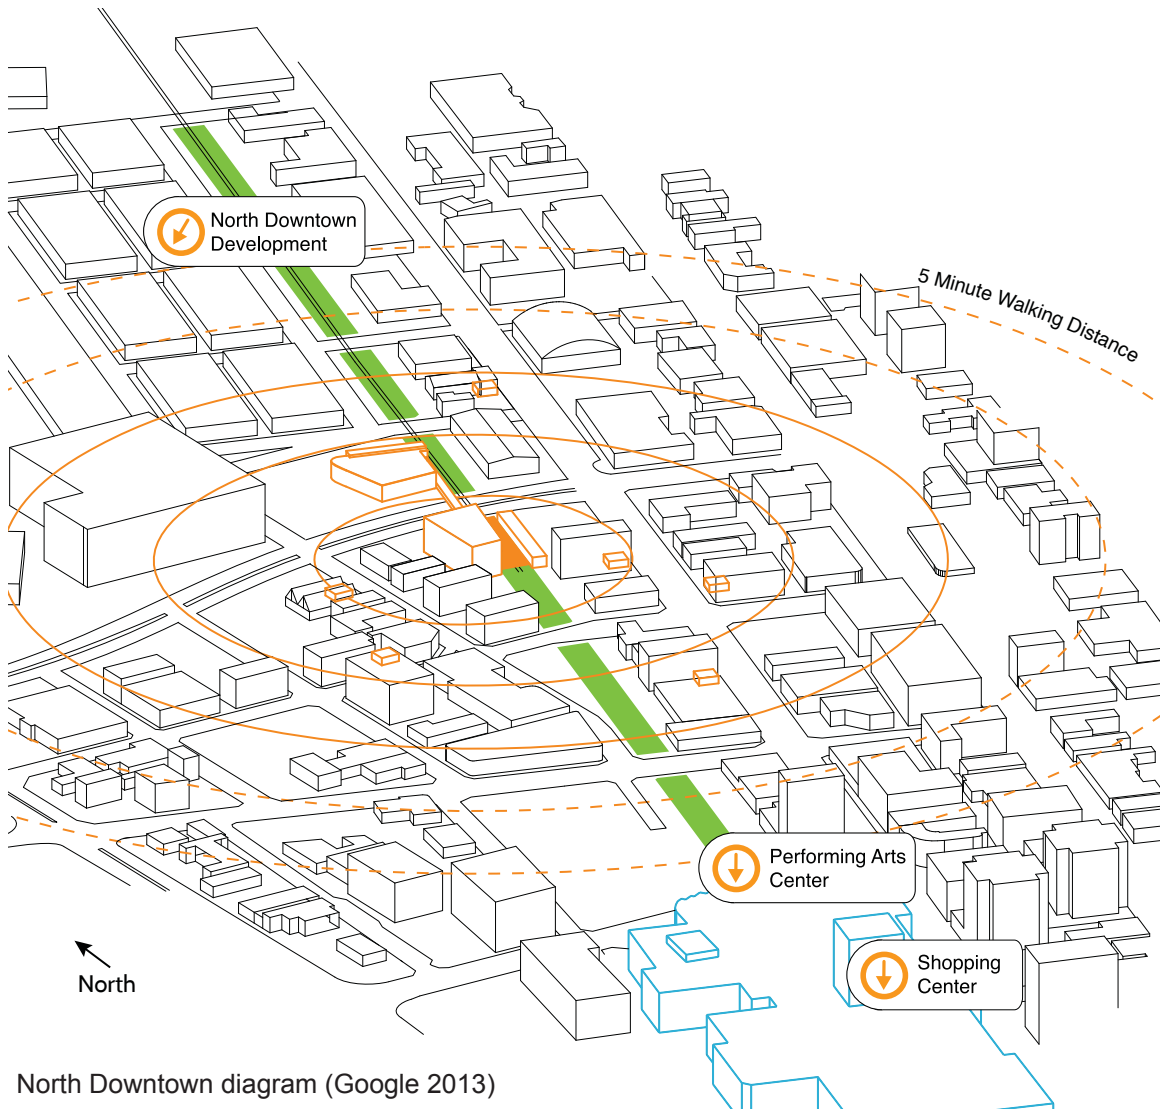 North Downtown
Development
5 Minute Walking Distance
Performing Arts
Center
Shopping
Center
North
North Downtown diagram (Google 2013)